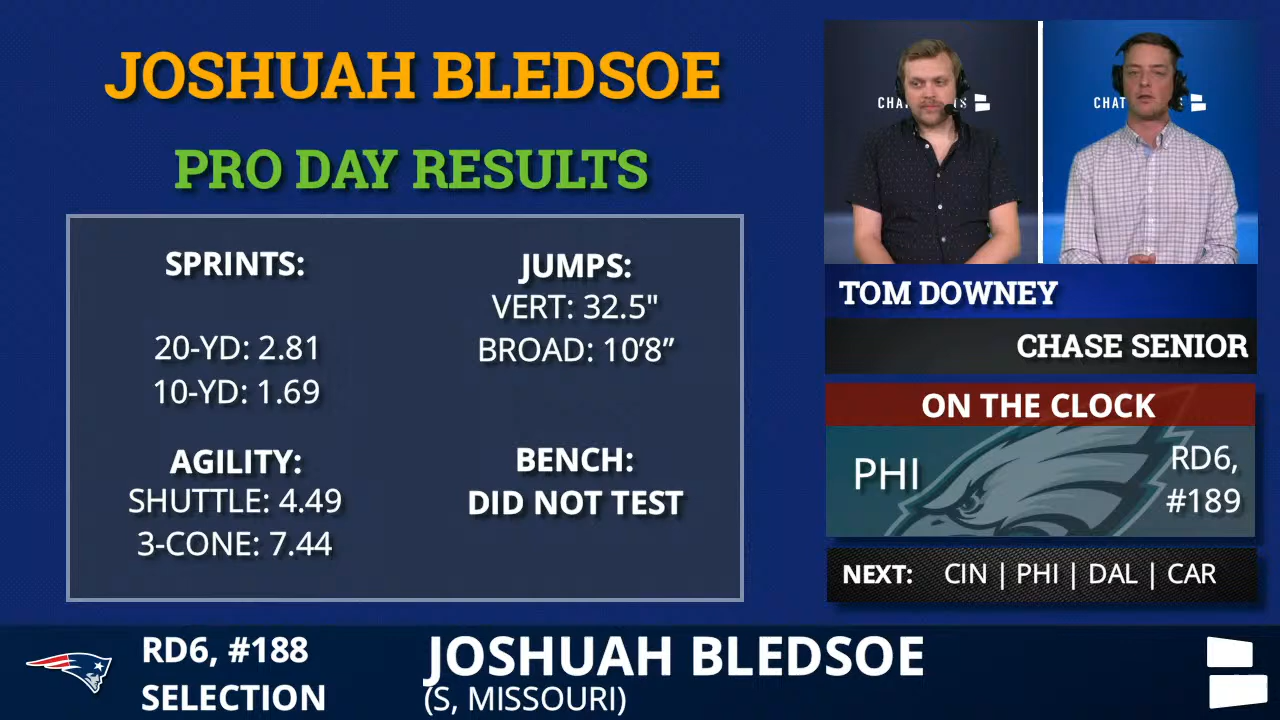 JOSHUAH BLEDSOE
PRO DAY RESULTS
SPRINTS:
20-YD: 2.81
10-YD: 1.69
JUMPS:
VERT: 32.5"
BROAD: 10’8”
AGILITY:
SHUTTLE: 4.49
3-CONE: 7.44
BENCH:
DID NOT TEST
TOM DOWNEY
CHASE SENIOR
ON THE CLOCK
PHI
RD6,
#189
NEXT: CIN | PHI | DAL | CAR
RD6, #188
SELECTION
JOSHUAH BLEDSOE
(S, MISSOURI)